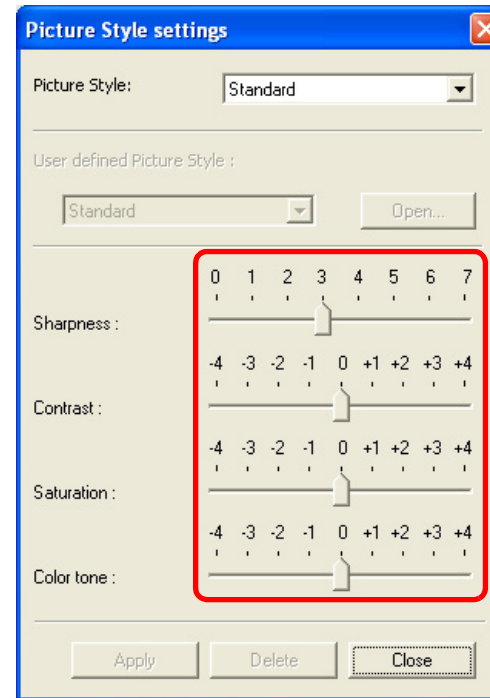 Picture Style settings
Picture Style: Standard
User defined Picture Style :
Standard Open...
0 1 2 3 4 5 6 7
Sharpness :
-4 -3 -2 -1 0 +1 +2 +3 +4
Contrast :
-4 -3 -2 -1 0 +1 +2 +3 +4
Saturation :
-4 -3 -2 -1 0 +1 +2 +3 +4
Color tone :
Apply Delete Close